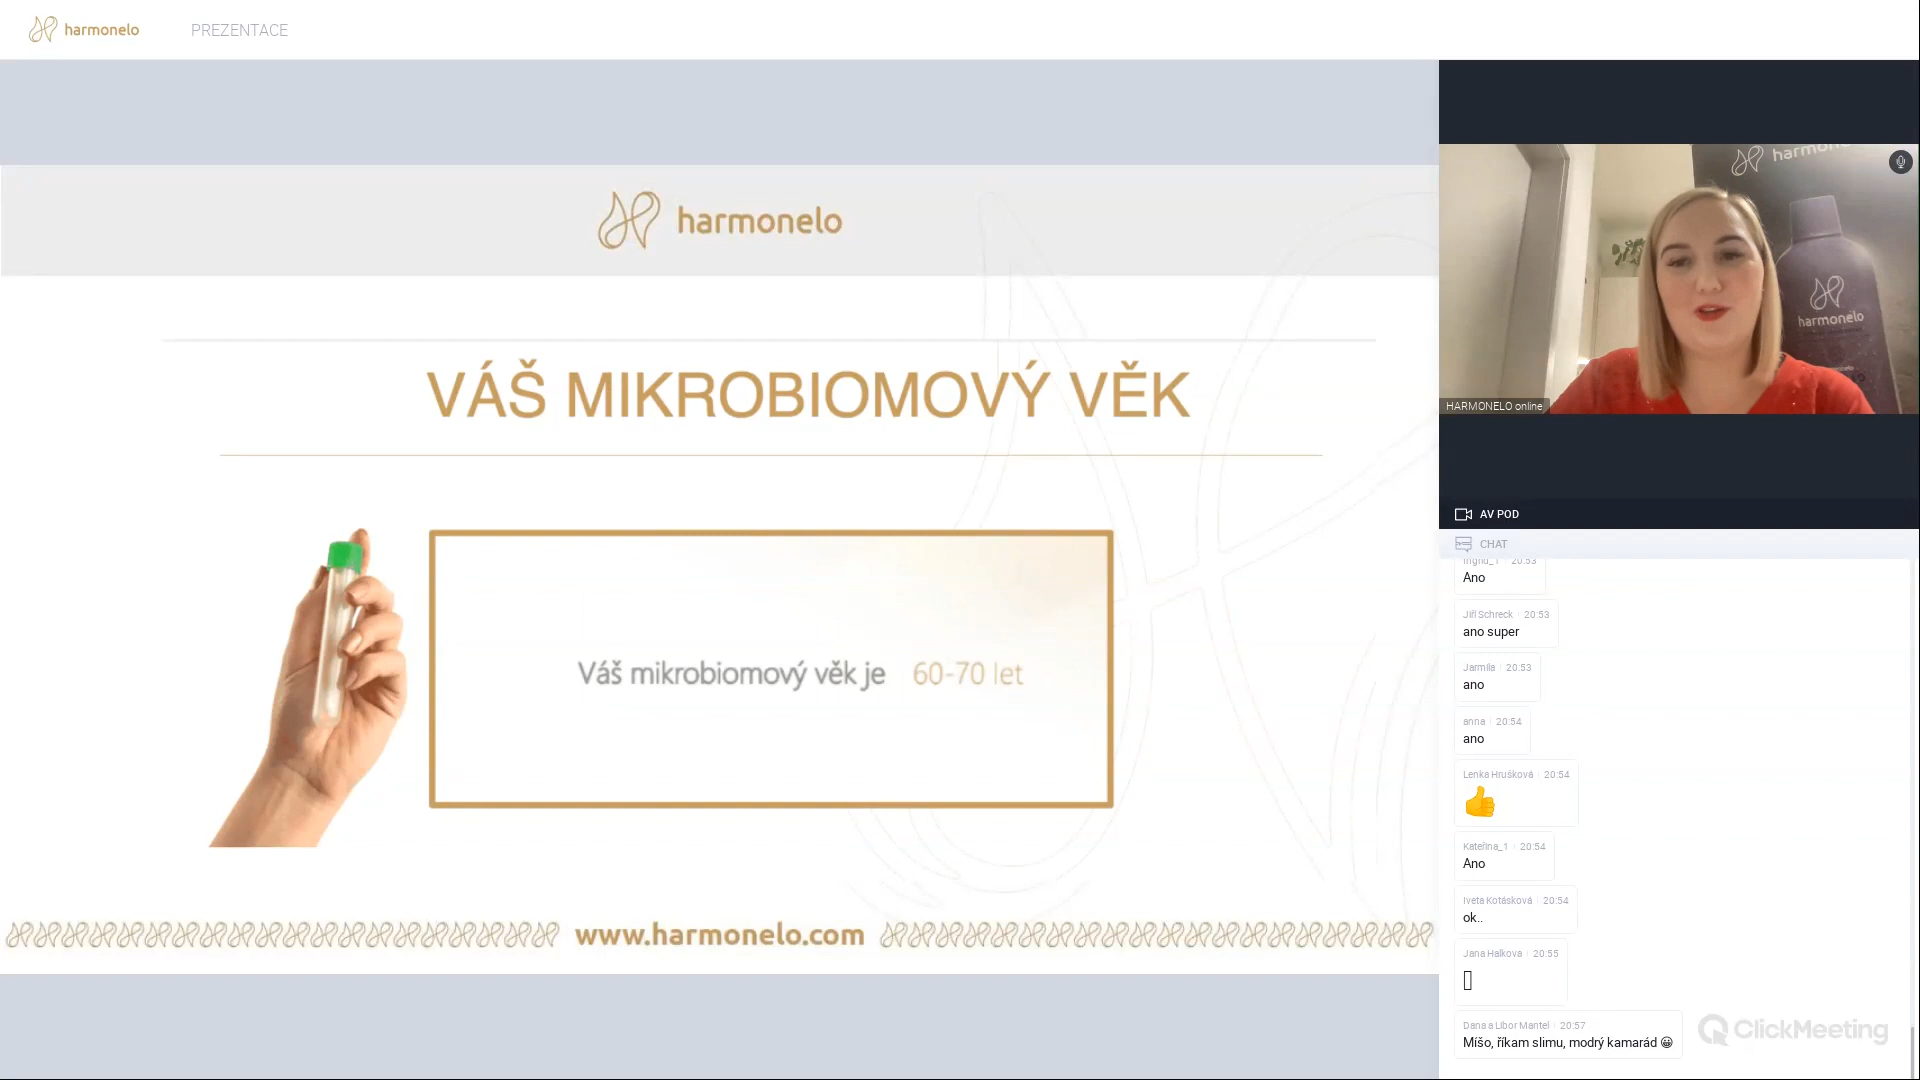 harmonelo
PREZENTACE
harmonelo
VÁŠ MIKROBIOMOVÝ VĚK
Váš mikrobiomový věk je 60-70 let
www.harmonelo.com
harmonelo
HARMONELO online
AV POD
CHAT
Ingrid_1 20:53
Ano
Jiří Schreck 20:53
ano super
Jarmila 20:53
ano
anna 20:54
ano
Lenka Hrušková 20:54
👍
Kateřina_1 20:54
Ano
Iveta Kotásková 20:54
ok..
Jana Halkova 20:55
Dana a Libor Mantel 20:57
Míšo, říkam slimu, modrý kamarád 😀
ClickMeeting